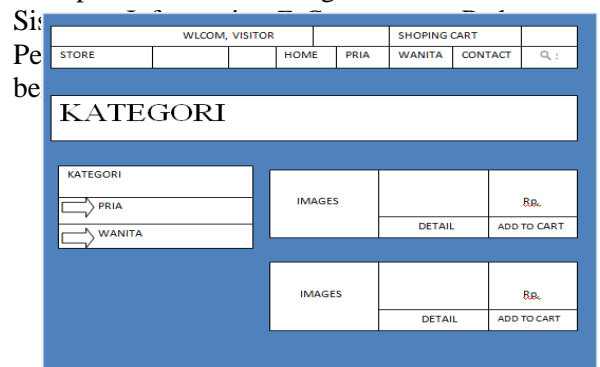 WLCOM, VISITOR SHOPING CART
STORE HOME PRIA WANITA CONTACT
KATEGORI
KATEGORI
PRIA
WANITA
IMAGES Rp.
DETAIL ADD TO CART
IMAGES Rp.
DETAIL ADD TO CART